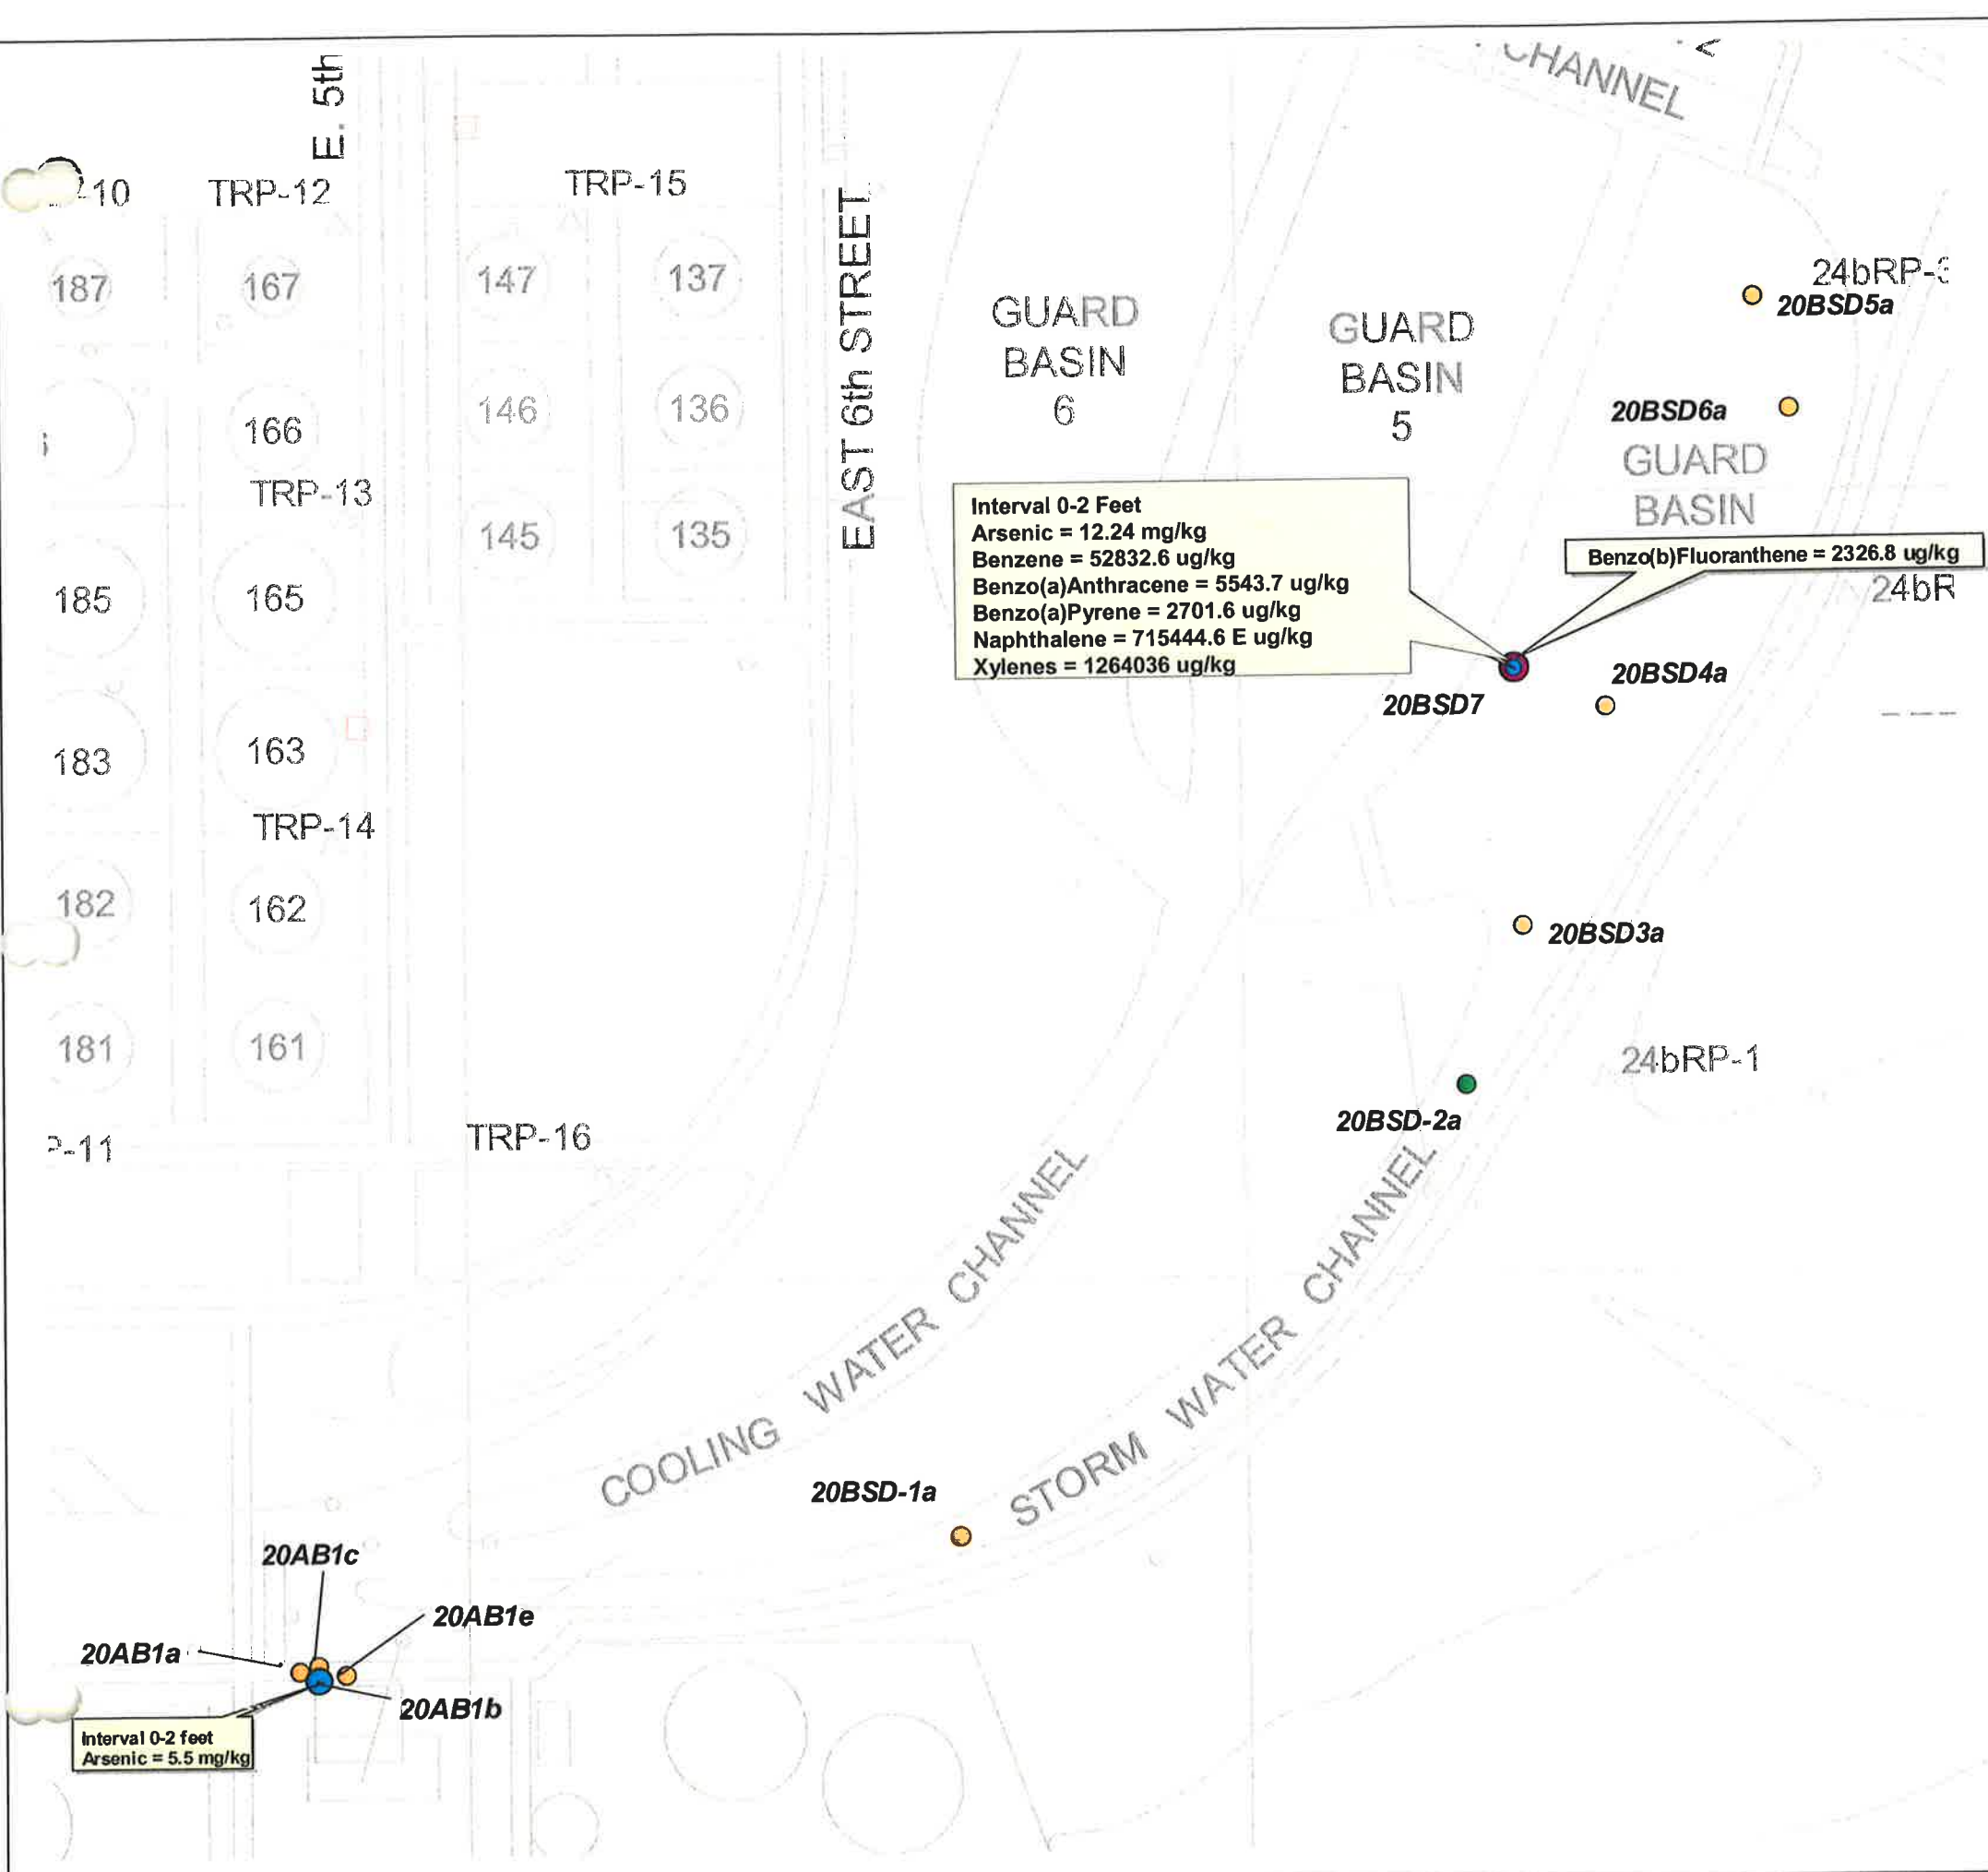 CHANNEL
E. 5th
-10
TRP-12
TRP-15
EAST 6th STREET
187
167
147
137
GUARD
BASIN
6
GUARD
BASIN
5
24bRP-3
20BSD5a
166
146
136
20BSD6a
GUARD
BASIN
TRP-13
145
135
Interval 0-2 Feet
Arsenic = 12.24 mg/kg
Benzene = 52832.6 ug/kg
Benzo(a)Anthracene = 5543.7 ug/kg
Benzo(a)Pyrene = 2701.6 ug/kg
Naphthalene = 715444.6 E ug/kg
Xylenes = 1264036 ug/kg
Benzo(b)Fluoranthene = 2326.8 ug/kg
24bR
185
165
20BSD7
20BSD4a
183
163
TRP-14
182
162
20BSD3a
181
161
24bRP-1
20BSD-2a
P-11
TRP-16
COOLING WATER CHANNEL
STORM WATER CHANNEL
20BSD-1a
20AB1c
20AB1e
20AB1a
20AB1b
Interval 0-2 feet
Arsenic = 5.5 mg/kg